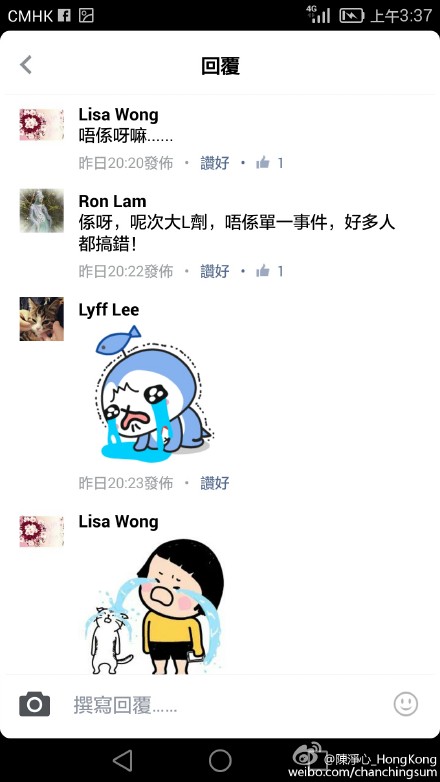 CMHK 4G 上午3:37
回覆
Lisa Wong
唔係呀嘛......
昨日20:20發佈 • 讚好 • 1
Ron Lam
係呀，呢次大L劑，唔係單一事件，好多人
都搞錯！
昨日20:22發佈 • 讚好 • 1
Lyff Lee
昨日20:23發佈 • 讚好
Lisa Wong
撰寫回覆......
@陳淨心_HongKong
weibo.com/chanchingsum